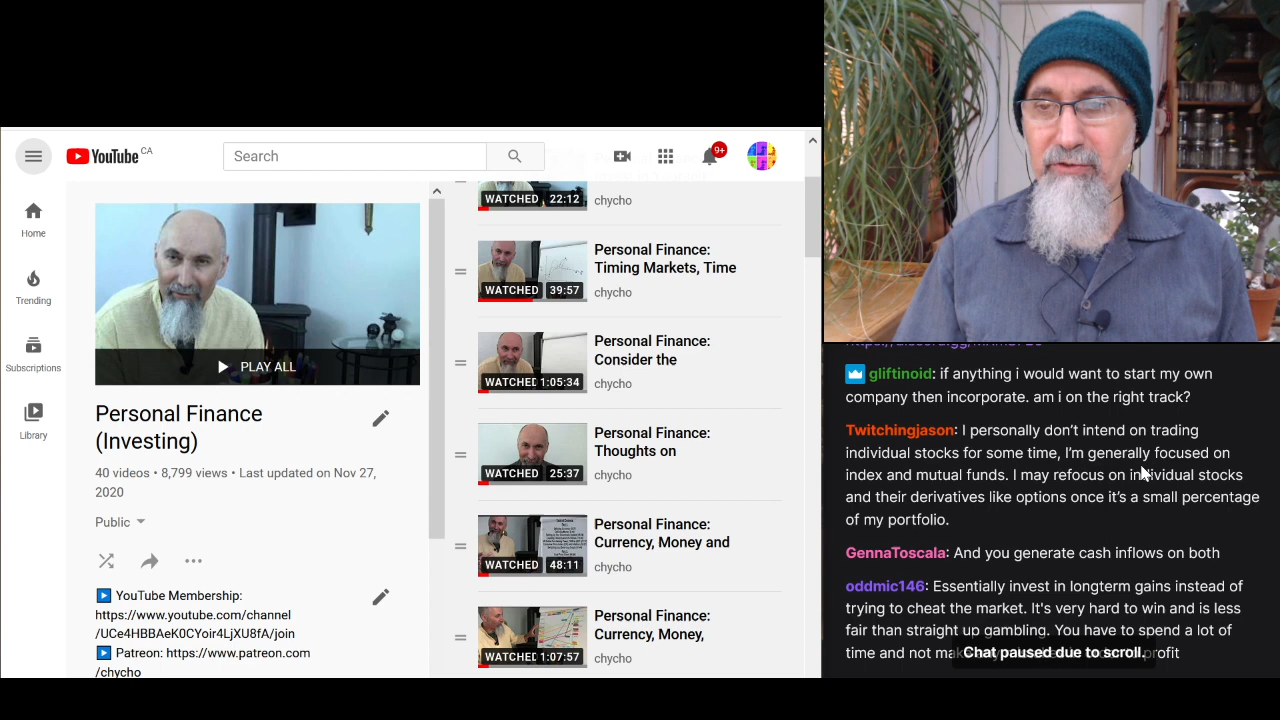 YouTube CA
Search
9+
Home
Trending
Subscriptions
Library
PLAY ALL
Personal Finance
(Investing)
40 videos • 8,799 views • Last updated on Nov 27,
2020
Public
YouTube Membership:
https://www.youtube.com/channel
/UCe4HBBAeK0CYoir4LjXU8fA/join
Patreon: https://www.patreon.com
/chycho
WATCHED 22:12
chycho
WATCHED 39:57
Personal Finance:
Timing Markets, Time
chycho
WATCHED 1:05:34
Personal Finance:
Consider the
chycho
WATCHED 25:37
Personal Finance:
Thoughts on
chycho
WATCHED 48:11
Personal Finance:
Currency, Money and
chycho
WATCHED 1:07:57
Personal Finance:
Currency, Money,
chycho
gliftinoid: if anything i would want to start my own
company then incorporate. am i on the right track?
Twitchingjason: I personally don't intend on trading
individual stocks for some time, I'm generally focused on
index and mutual funds. I may refocus on individual stocks
and their derivatives like options once it's a small percentage
of my portfolio.
GennaToscala: And you generate cash inflows on both
oddmic146: Essentially invest in longterm gains instead of
trying to cheat the market. It's very hard to win and is less
fair than straight up gambling. You have to spend a lot of
time and not profit
Chat paused due to scroll.